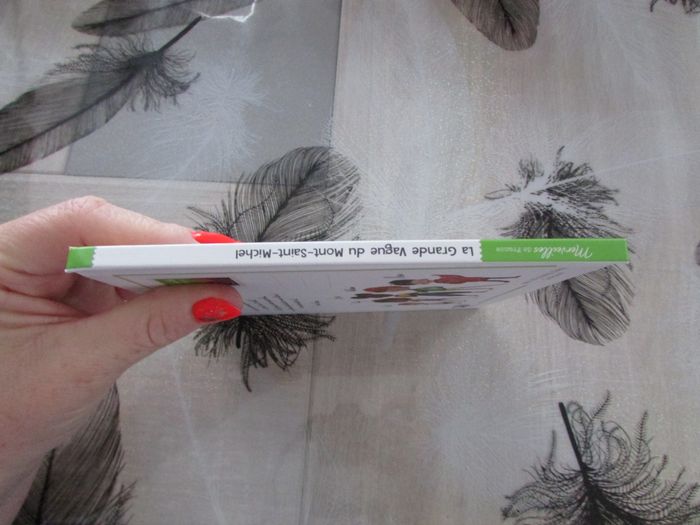 Merveilles de France
La Grande Vague du Mont-Saint-Michel